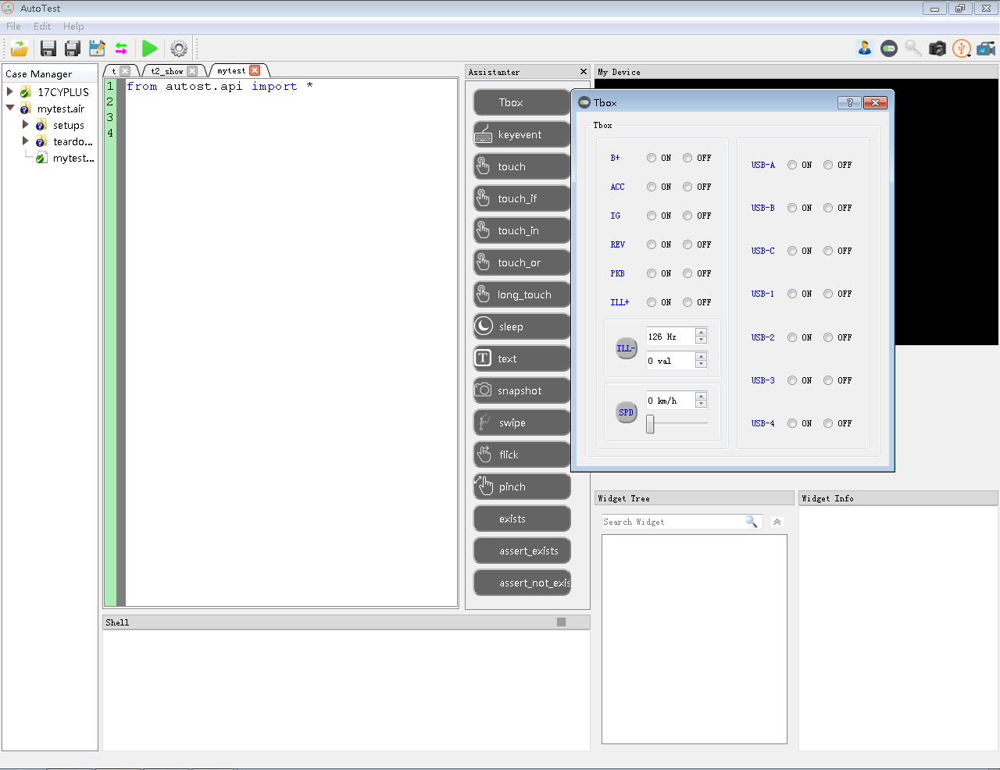 AutoTest
File Edit Help
Case Manager
17CYPLUS
mytest.air
setups
teardo...
mytest...
t
t2_show
mytest
1 from autost.api import *
2
3
4
Assistanter
Tbox
keyevent
touch
touch_if
touch_in
touch_or
long_touch
sleep
T text
snapshot
swipe
flick
pinch
exists
assert_exists
assert_not_exis
My Device
Tbox
?
Tbox
B+ ON OFF
ACC ON OFF
IG ON OFF
REV ON OFF
PKB ON OFF
ILL+ ON OFF
ILL- 126 Hz
0 val
SPD 0 km/h
USB-A ON OFF
USB-B ON OFF
USB-C ON OFF
USB-1 ON OFF
USB-2 ON OFF
USB-3 ON OFF
USB-4 ON OFF
Widget Tree
Search Widget
Widget Info
Shell